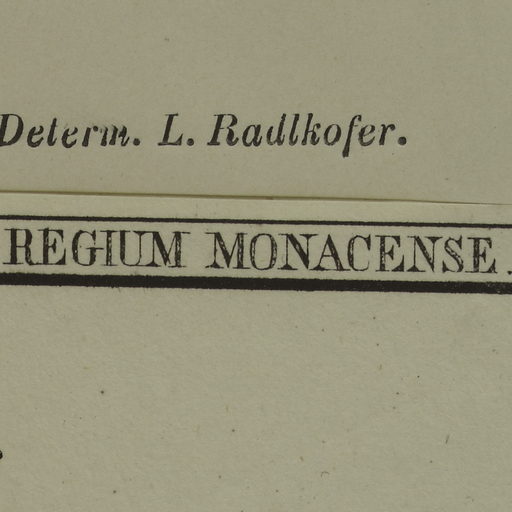 Determ. L. Radlkofer.
REGIUM MONACENSE.